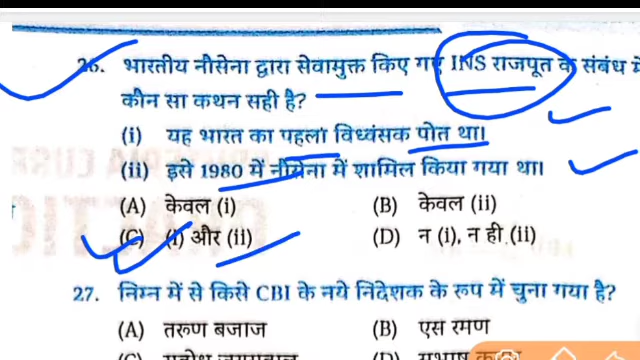 26. भारतीय नौसेना द्वारा सेवामुक्त किए गए INS राजपूत के संबंध में
कौन सा कथन सही है?
(i) यह भारत का पहला विध्वंसक पोत था।
(ii) इसे 1980 में नौसेना में शामिल किया गया था।
(A) केवल (i)
(B) केवल (ii)
(C) (i) और (ii)
(D) न (i), न ही (ii)
27. निम्न में से किसे CBI के नये निदेशक के रूप में चुना गया है?
(A) तरूण बजाज
(B) एस रमण
(C)
(D)